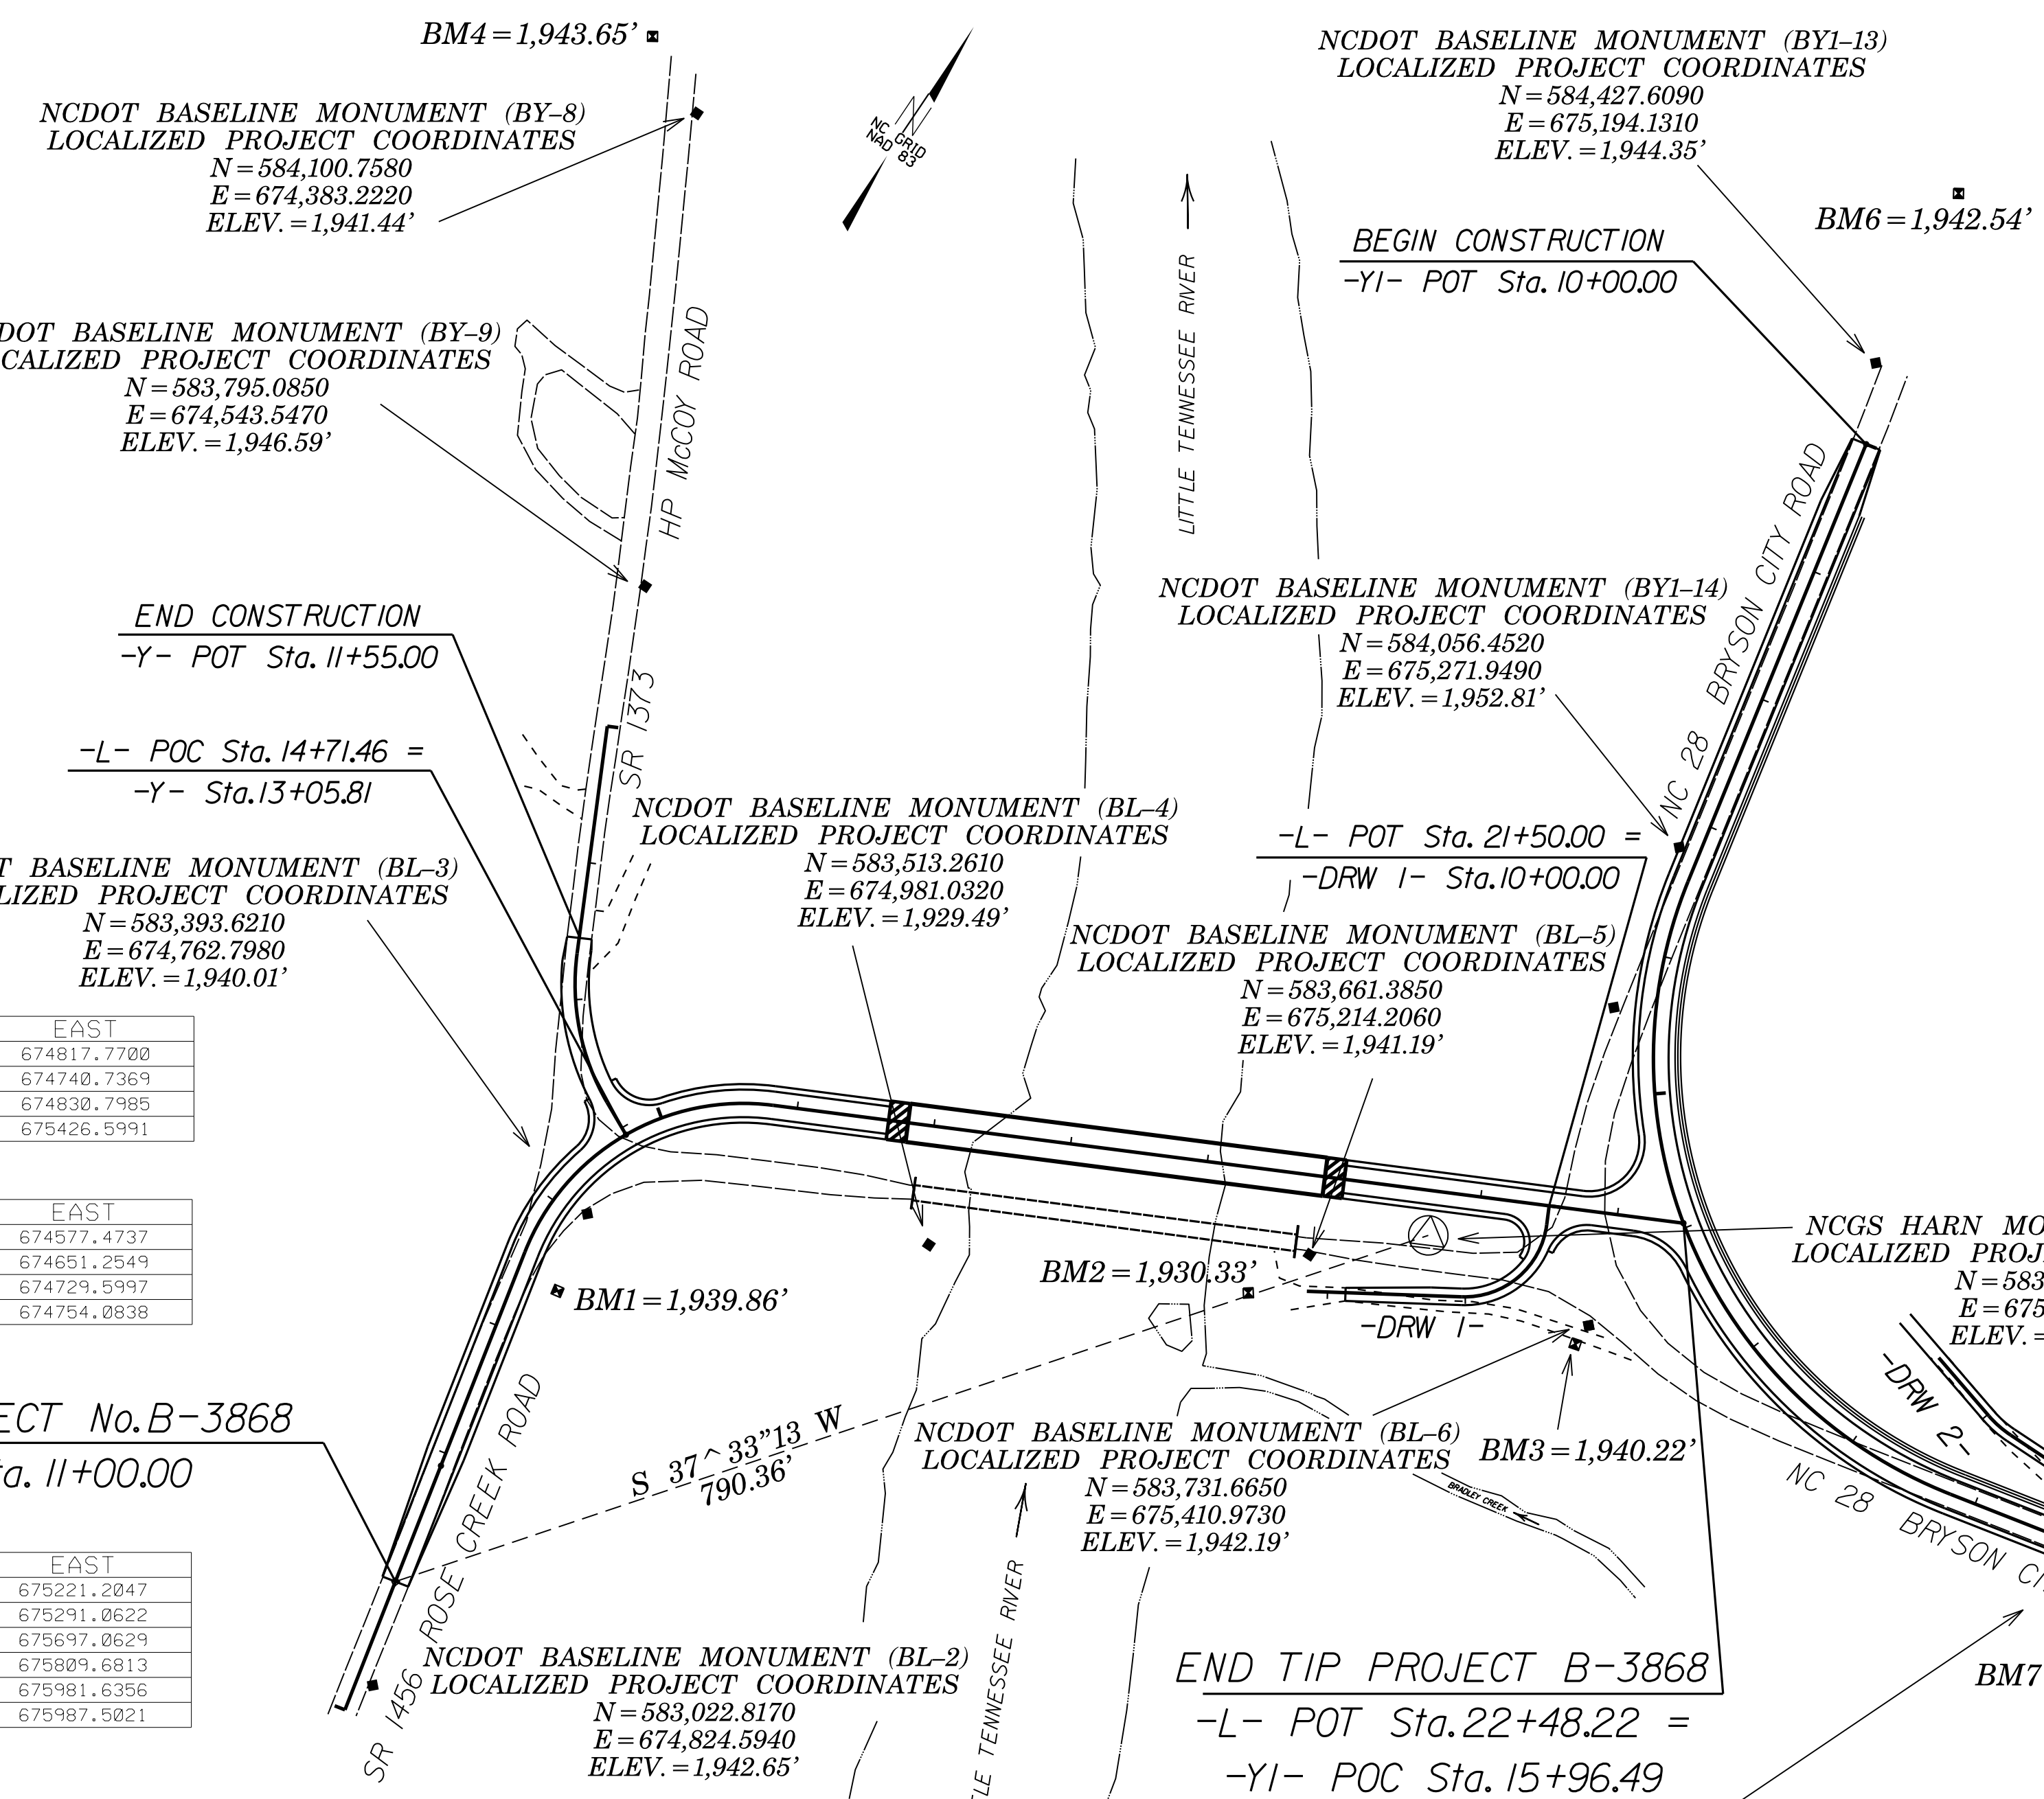 BM4=1,943.65'
NCDOT BASELINE MONUMENT (BY-8)
LOCALIZED PROJECT COORDINATES
N=584,100.7580
E=674,383.2220
ELEV.=1,941.44'
NC GRID
NAD 83
NCDOT BASELINE MONUMENT (BY1-13)
LOCALIZED PROJECT COORDINATES
N=584,427.6090
E=675,194.1310
ELEV.=1,944.35'
BM6=1,942.54'
BEGIN CONSTRUCTION
-Y1- POT Sta. 10+00.00
LITTLE TENNESSEE RIVER
DOT BASELINE MONUMENT (BY-9)
CALIZED PROJECT COORDINATES
N=583,795.0850
E=674,543.5470
ELEV.=1,946.59'
HP McCOY ROAD
SR 1373
END CONSTRUCTION
-Y- POT Sta. 11+55.00
-L- POC Sta. 14+71.46 =
-Y- Sta. 13+05.81
NCDOT BASELINE MONUMENT (BY1-14)
LOCALIZED PROJECT COORDINATES
N=584,056.4520
E=675,271.9490
ELEV.=1,952.81'
NC 28 BRYSON CITY ROAD
NCDOT BASELINE MONUMENT (BL-4)
LOCALIZED PROJECT COORDINATES
N=583,513.2610
E=674,981.0320
ELEV.=1,929.49'
-L- POT Sta. 21+50.00 =
-DRW 1- Sta. 10+00.00
T BASELINE MONUMENT (BL-3)
LIZED PROJECT COORDINATES
N=583,393.6210
E=674,762.7980
ELEV.=1,940.01'
NCDOT BASELINE MONUMENT (BL-5)
LOCALIZED PROJECT COORDINATES
N=583,661.3850
E=675,214.2060
ELEV.=1,941.19'
EAST
674817.7700
674740.7369
674830.7985
675426.5991
EAST
674577.4737
674651.2549
674729.5997
674754.0838
NCGS HARN MO
LOCALIZED PROJ
N=583
E=675
ELEV.=
BM1=1,939.86'
BM2=1,930.33'
-DRW 1-
-DRW 2-
ECT No. B-3868
ta. 11+00.00
S 37^33"13 W
790.36'
NCDOT BASELINE MONUMENT (BL-6)
LOCALIZED PROJECT COORDINATES
N=583,731.6650
E=675,410.9730
ELEV.=1,942.19'
BM3=1,940.22'
BRADLEY CREEK
NC 28 BRYSON CI
EAST
675221.2047
675291.0622
675697.0629
675809.6813
675981.6356
675987.5021
SR 1456 ROSE CREEK ROAD
NCDOT BASELINE MONUMENT (BL-2)
LOCALIZED PROJECT COORDINATES
N=583,022.8170
E=674,824.5940
ELEV.=1,942.65'
TLE TENNESSEE RIVER
END TIP PROJECT B-3868
-L- POT Sta. 22+48.22 =
-Y1- POC Sta. 15+96.49
BM7